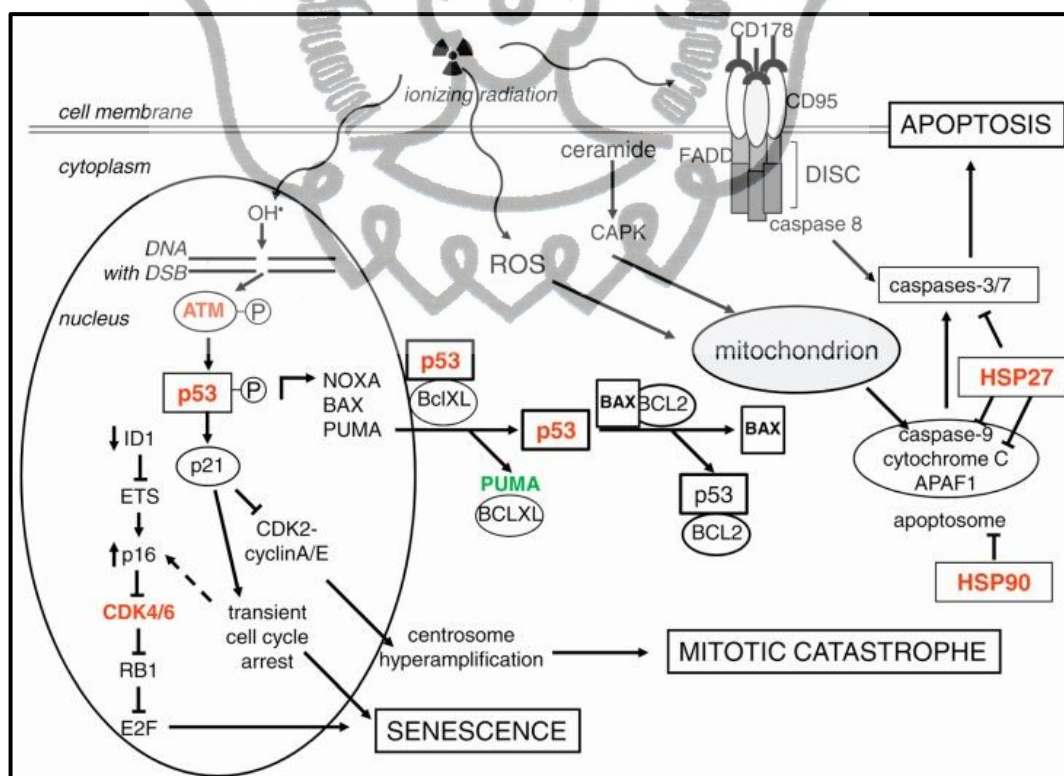 CD178
ionizing radiation
CD95
cell membrane
APOPTOSIS
cytoplasm
ceramide
FADD
DISC
OH•
CAPK
caspase 8
DNA
with DSB
ROS
caspases-3/7
ATM
P
nucleus
mitochondrion
p53
P
NOXA
BAX
PUMA
p53
BclXL
HSP27
ID1
p21
p53
BAX
BCL2
BAX
caspase-9
cytochrome C
APAF1
PUMA
BCLXL
p53
BCL2
ETS
CDK2-
cyclinA/E
apoptosome
p16
HSP90
CDK4/6
transient
cell cycle
arrest
centrosome
hyperamplification
MITOTIC CATASTROPHE
RB1
E2F
SENESCENCE